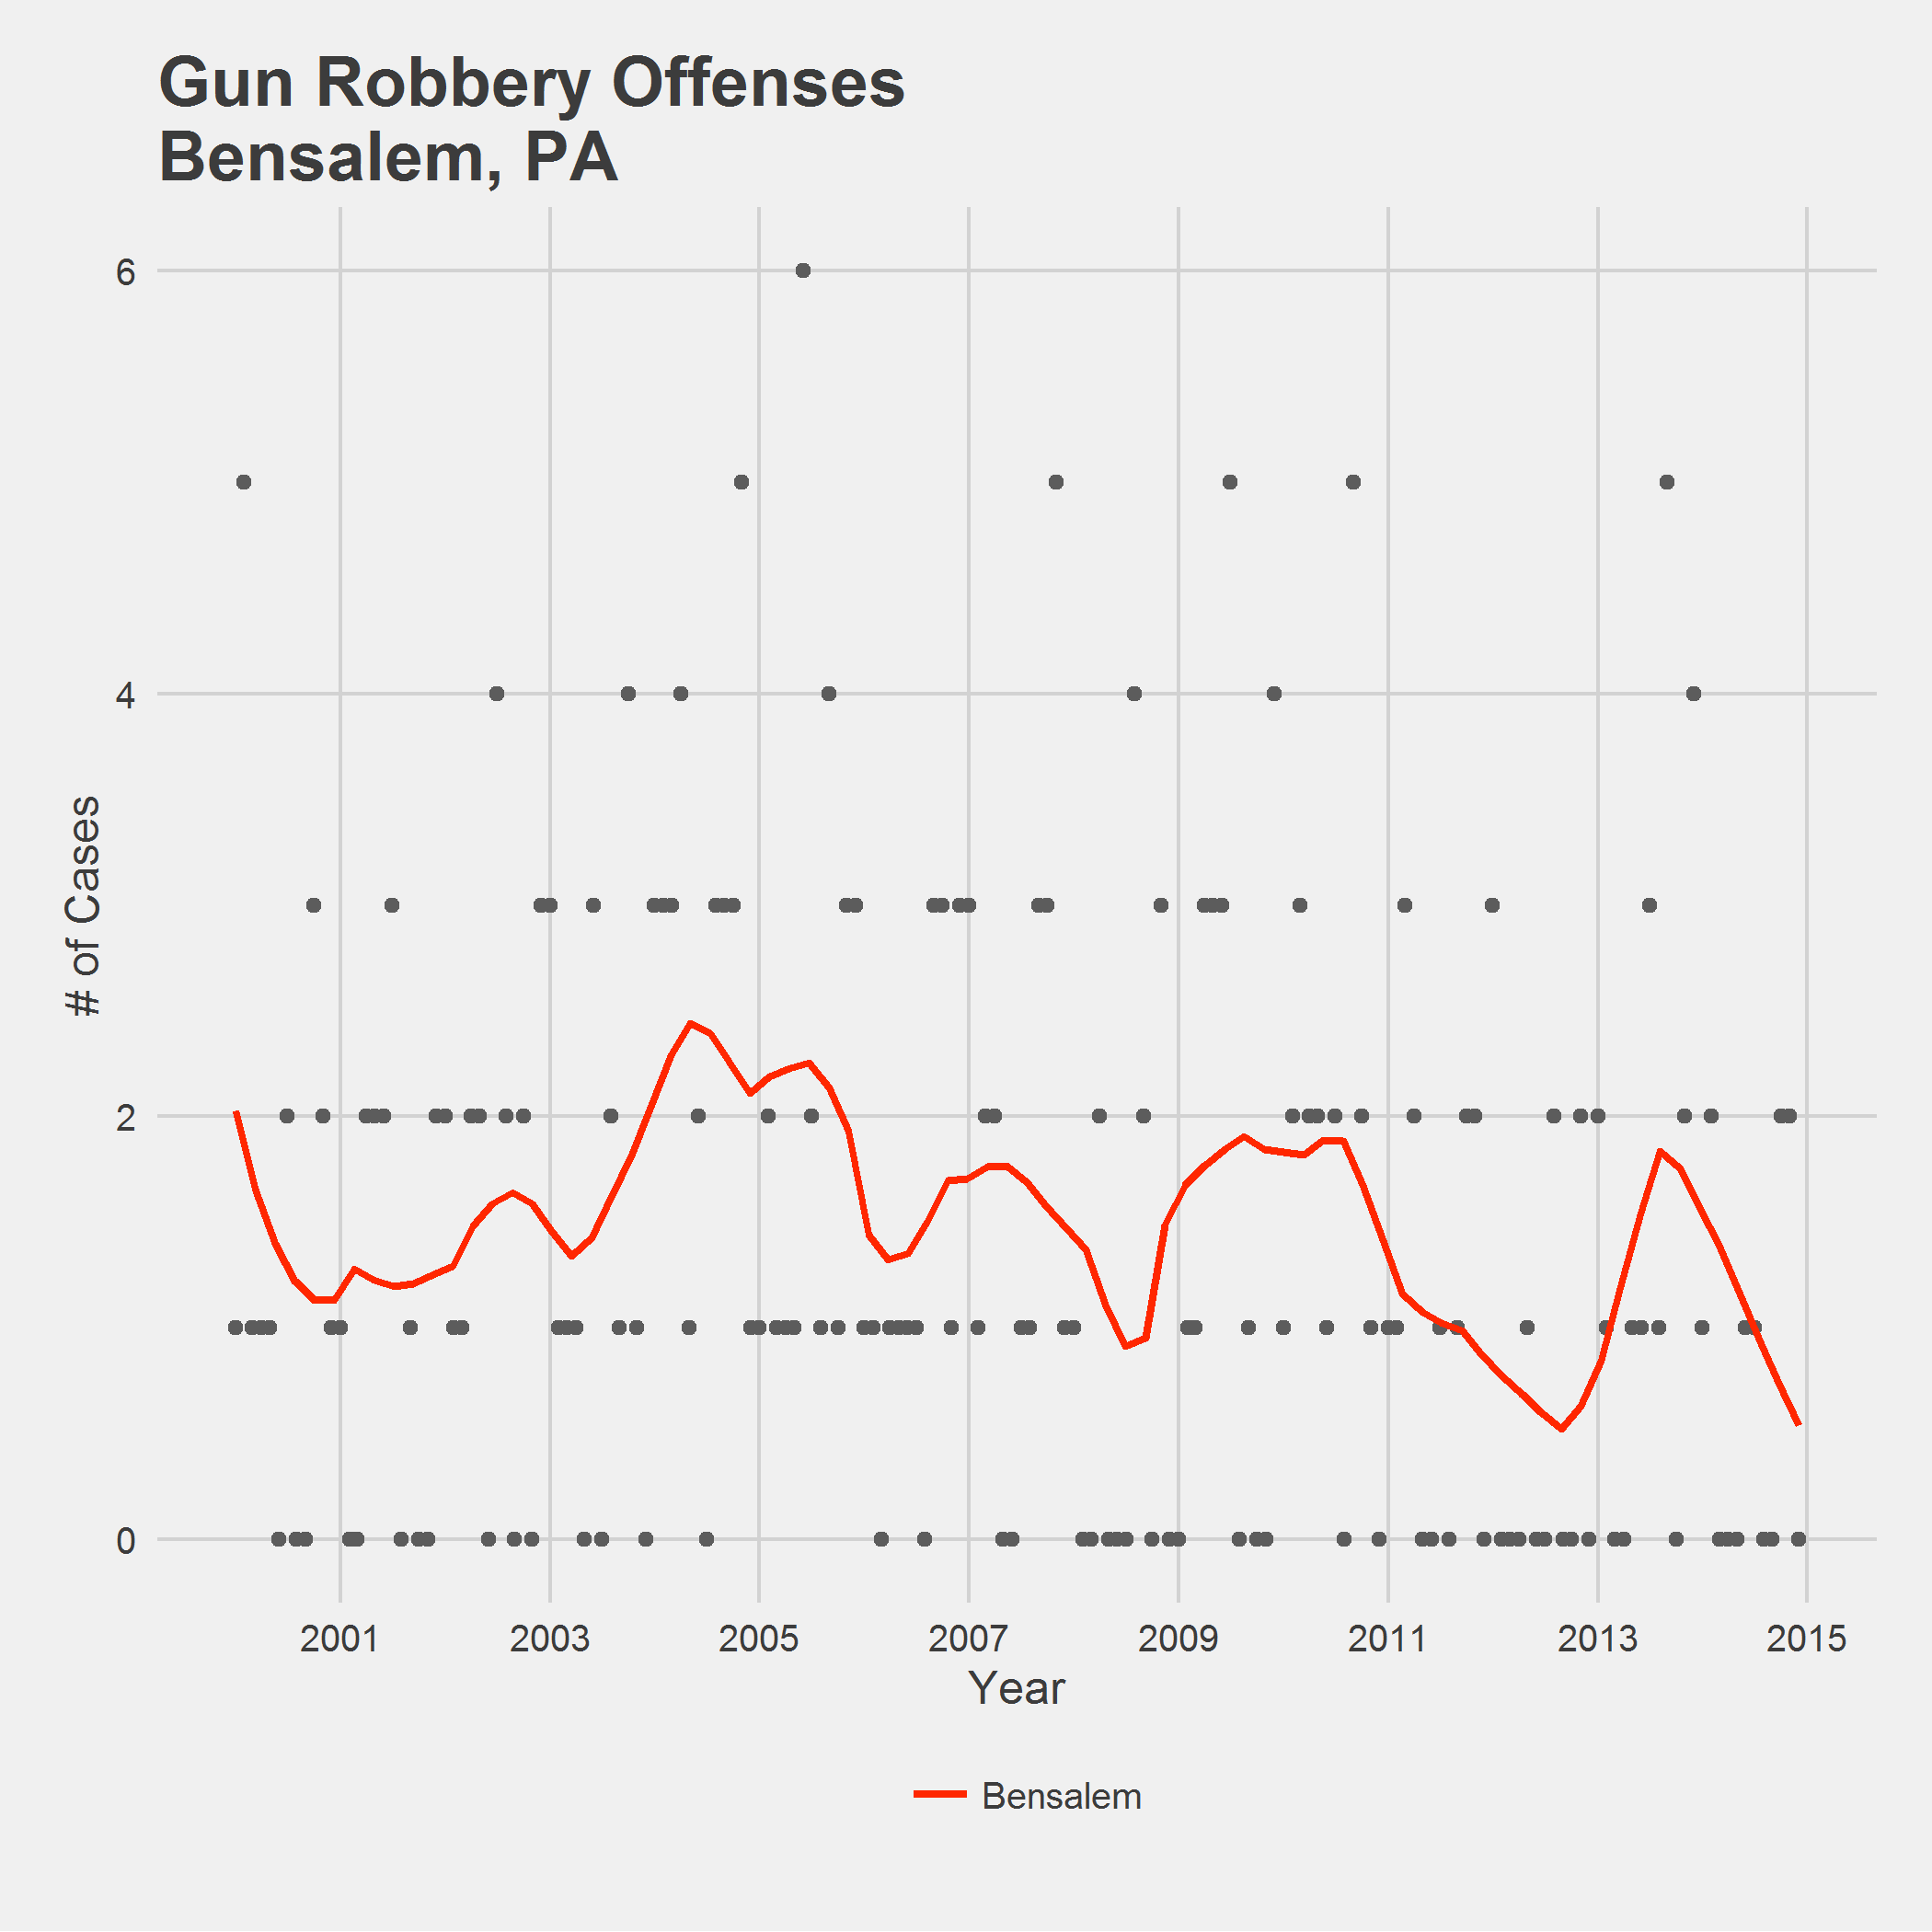 Gun Robbery Offenses
Bensalem, PA
6
4
2
0
# of Cases
2001 2003 2005 2007 2009 2011 2013 2015
Year
Bensalem